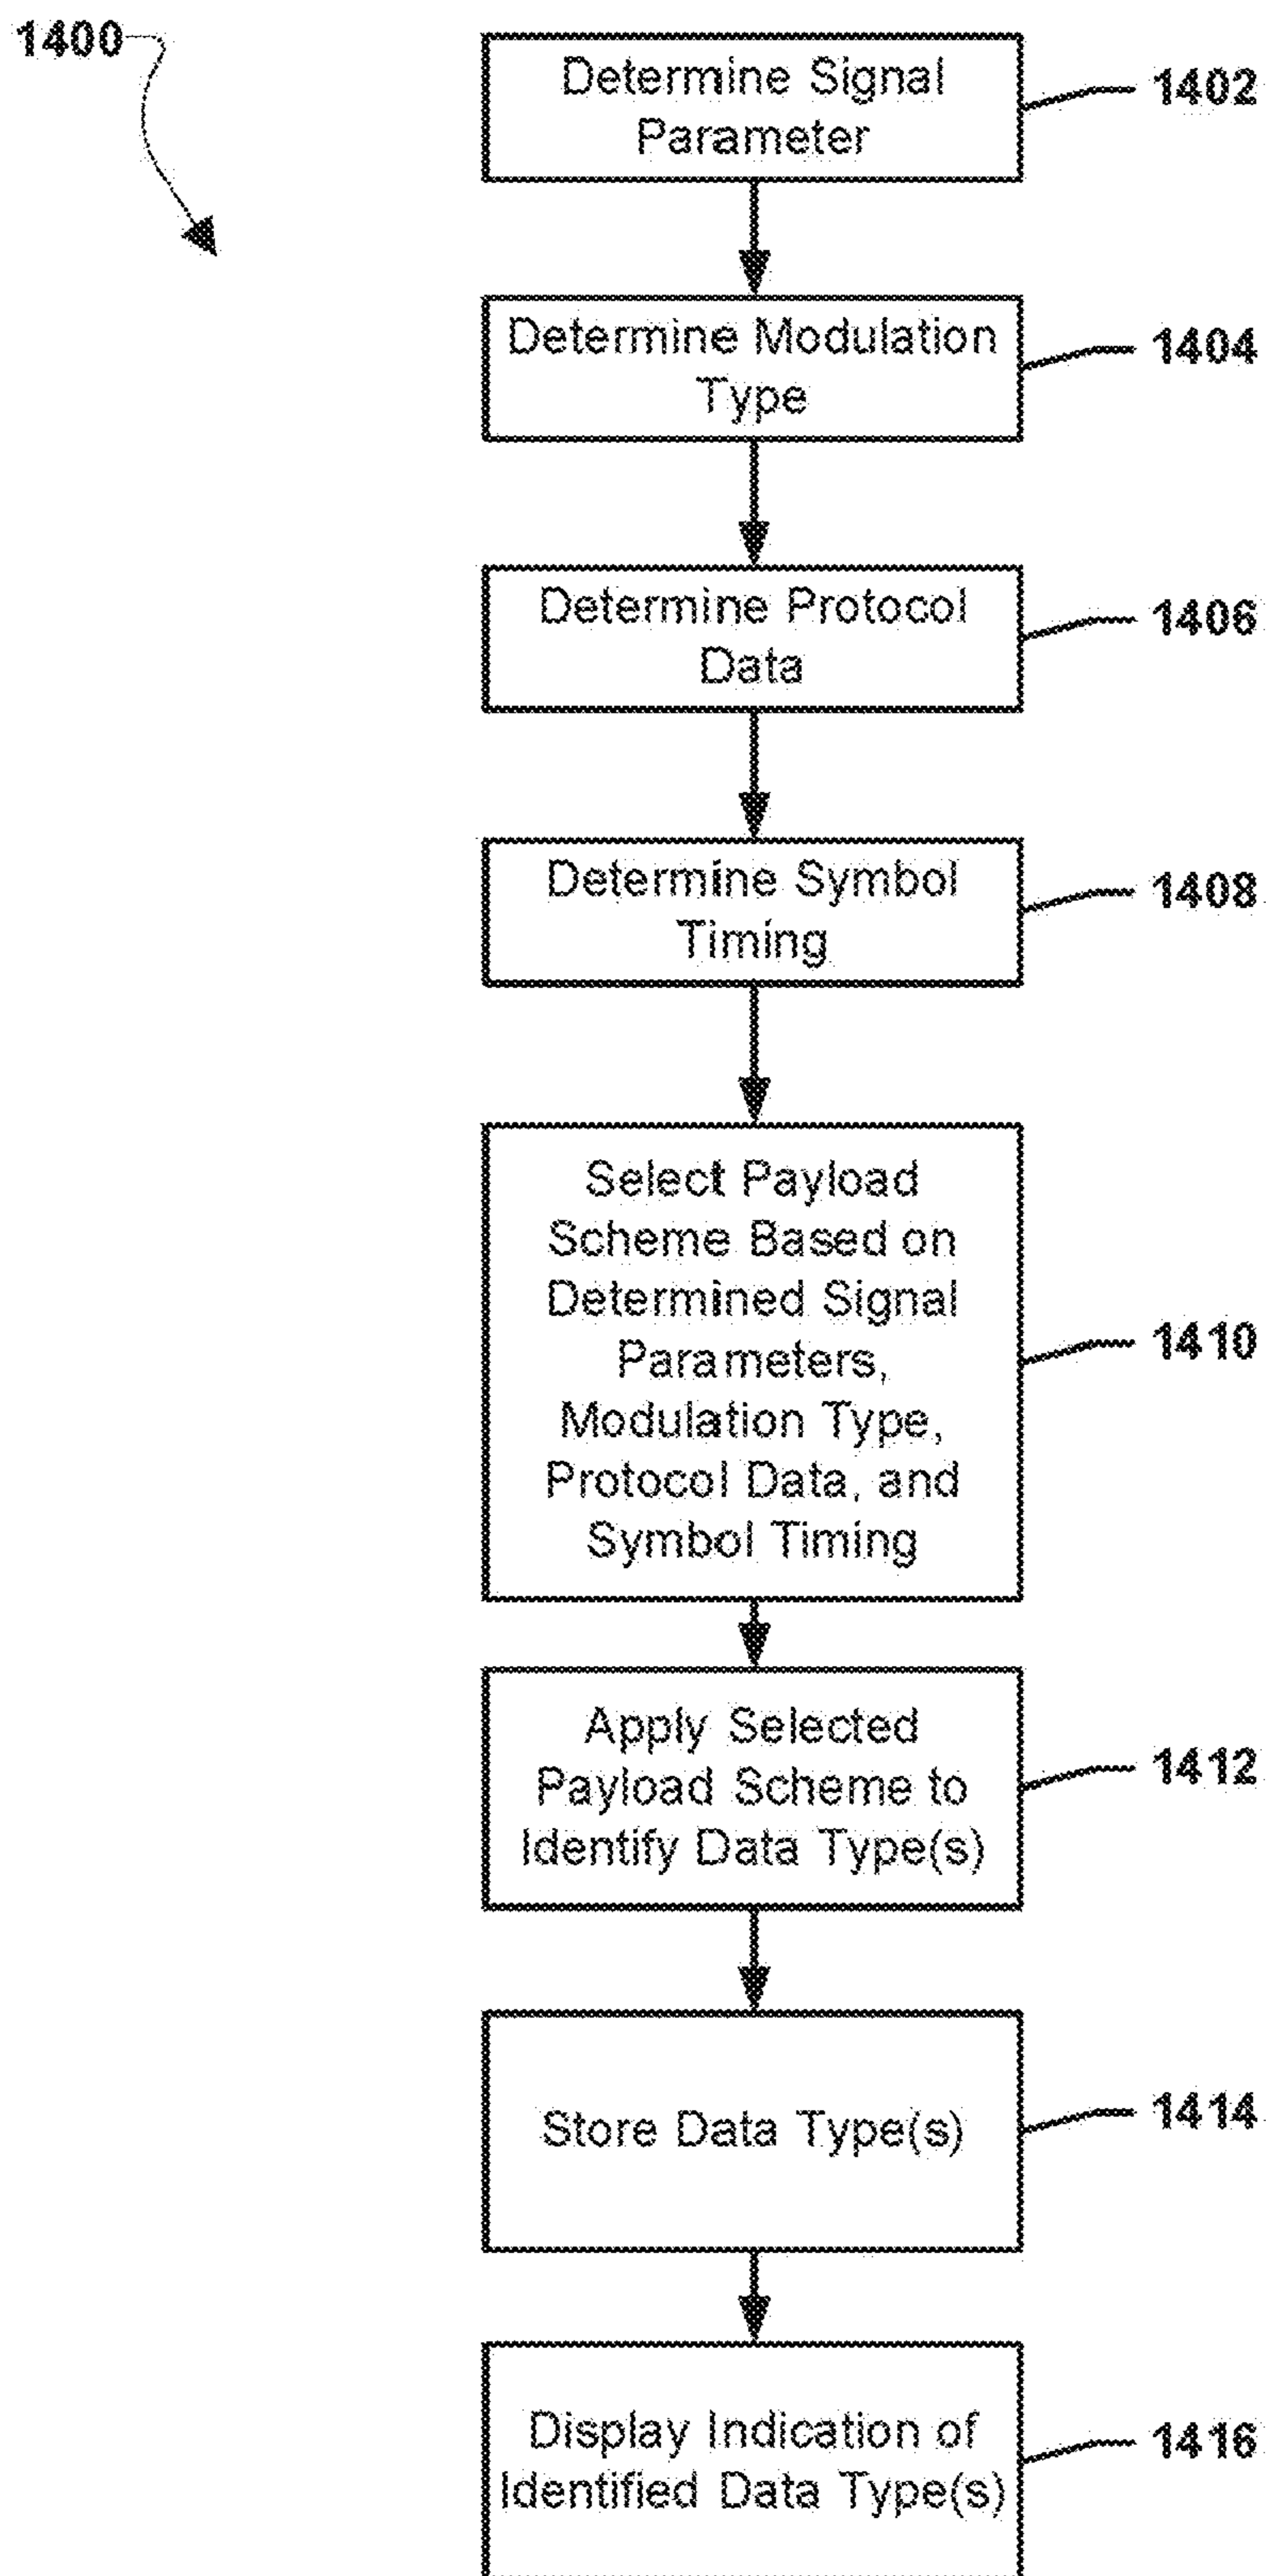 1400
Determine Signal
Parameter
1402
Determine Modulation
Type
1404
Determine Protocol
Data
1406
Determine Symbol
Timing
1408
Select Payload
Scheme Based on
Determined Signal
Parameters,
Modulation Type,
Protocol Data, and
Symbol Timing
1410
Apply Selected
Payload Scheme to
Identify Data Type(s)
1412
Store Data Type(s)
1414
Display Indication of
Identified Data Type(s)
1416